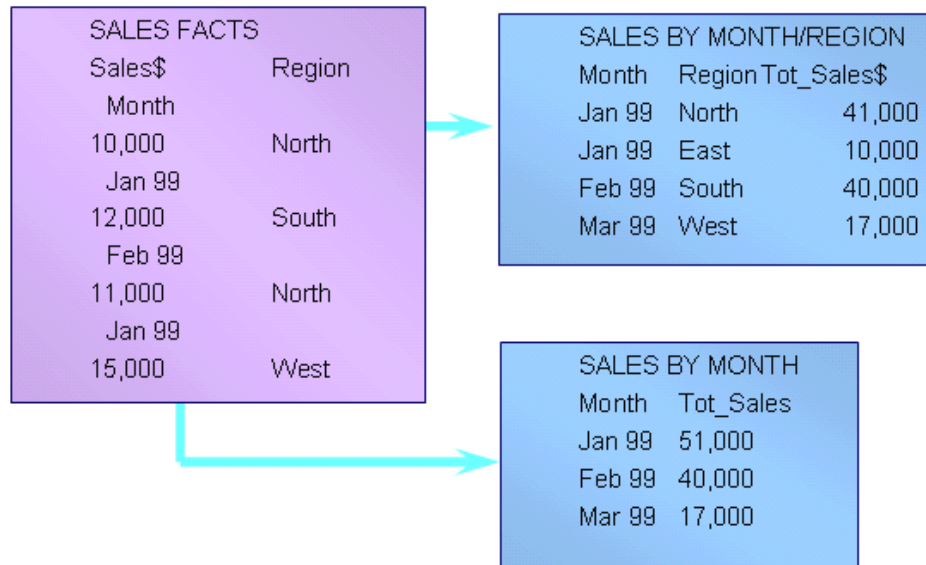 SALES FACTS
Sales$ Region
Month
10,000 North
Jan 99
12,000 South
Feb 99
11,000 North
Jan 99
15,000 West
SALES BY MONTH/REGION
Month Region Tot_Sales$
Jan 99 North 41,000
Jan 99 East 10,000
Feb 99 South 40,000
Mar 99 West 17,000
SALES BY MONTH
Month Tot_Sales
Jan 99 51,000
Feb 99 40,000
Mar 99 17,000